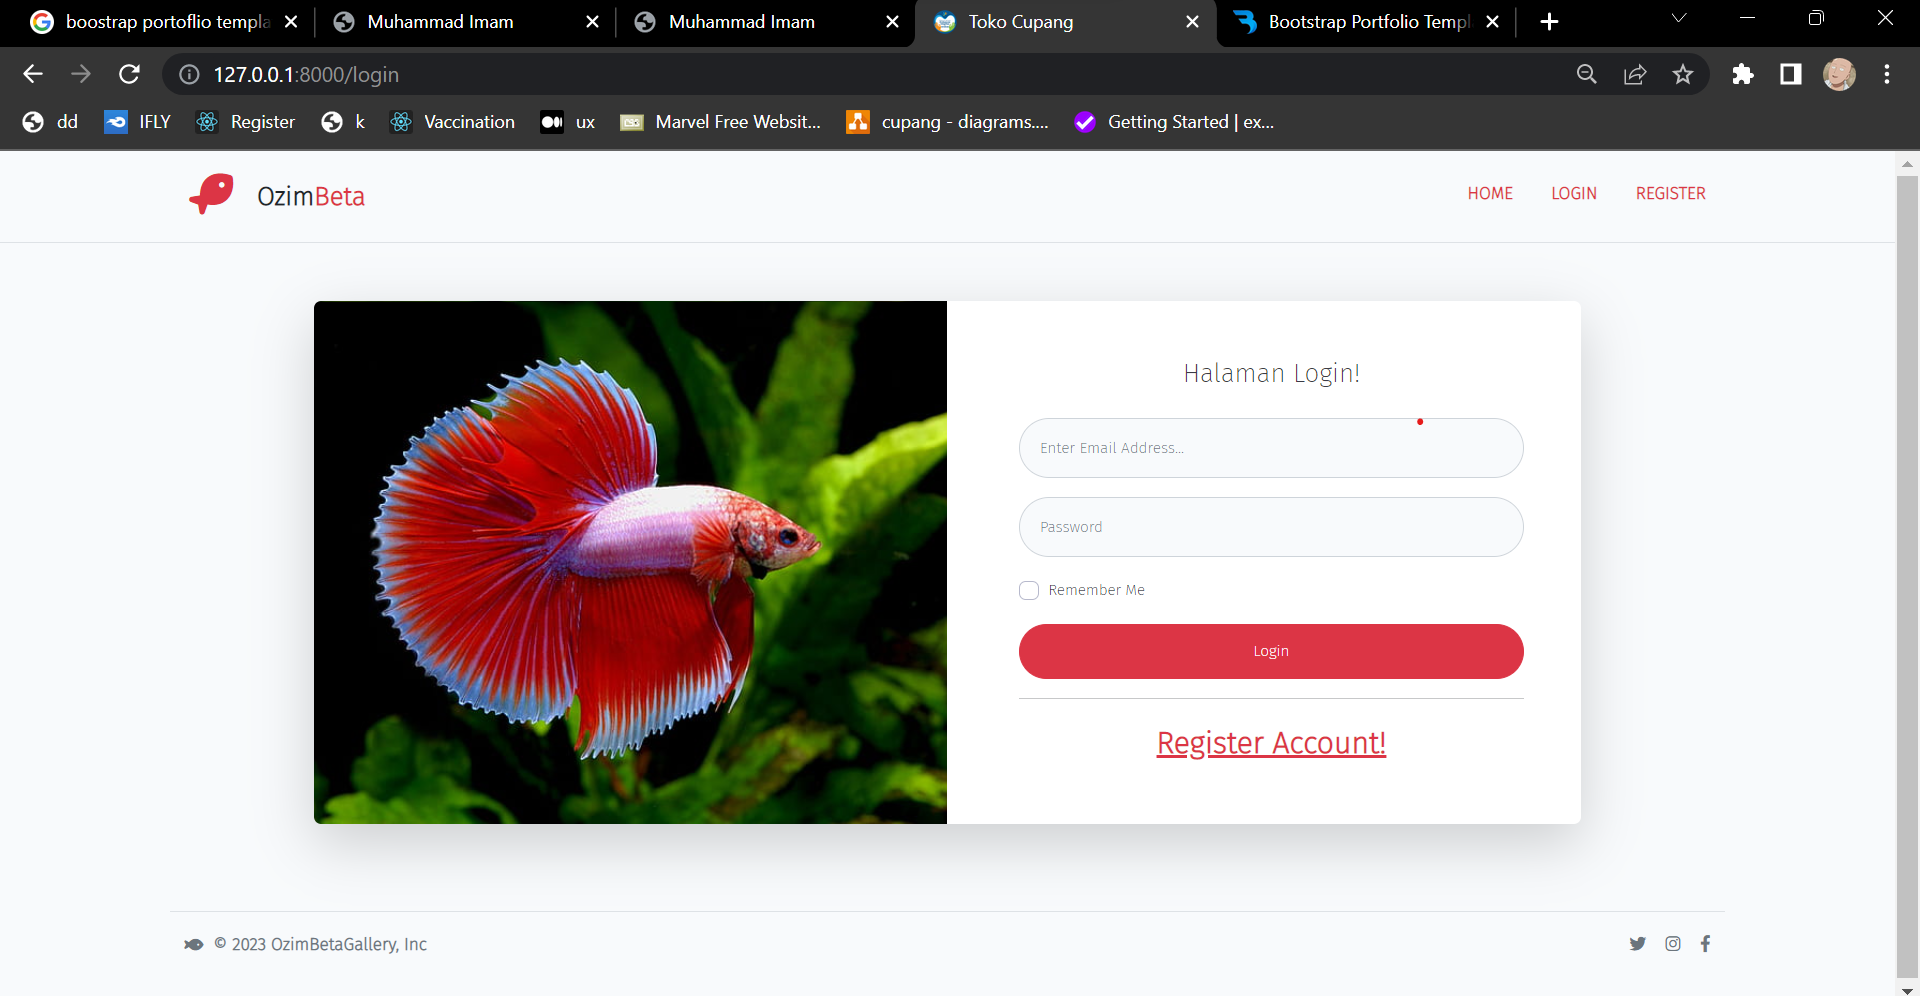 boostrap portoflio templa
Muhammad Imam
Muhammad Imam
Toko Cupang
Bootstrap Portfolio Templ
127.0.0.1:8000/login
dd
IFLY
Register
k
Vaccination
ux
Marvel Free Websit...
cupang - diagrams....
Getting Started | ex...
OzimBeta
HOME
LOGIN
REGISTER
Halaman Login!
Enter Email Address...
Password
Remember Me
Login
Register Account!
© 2023 OzimBetaGallery, Inc